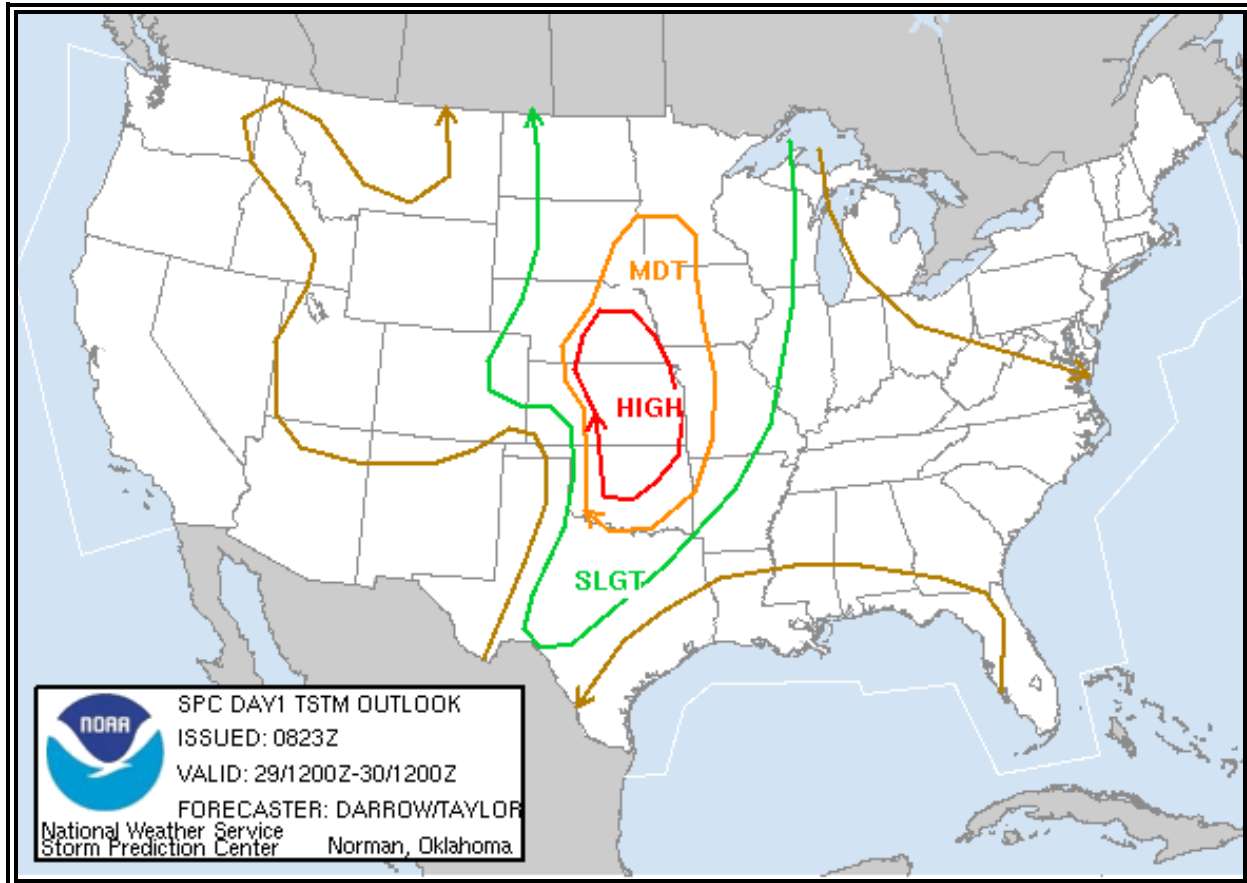 MDT
HIGH
SLGT
NOAA
SPC DAY1 TSTM OUTLOOK
ISSUED: 0823Z
VALID: 29/1200Z-30/1200Z
FORECASTER: DARROW/TAYLOR
National Weather Service
Storm Prediction Center Norman, Oklahoma